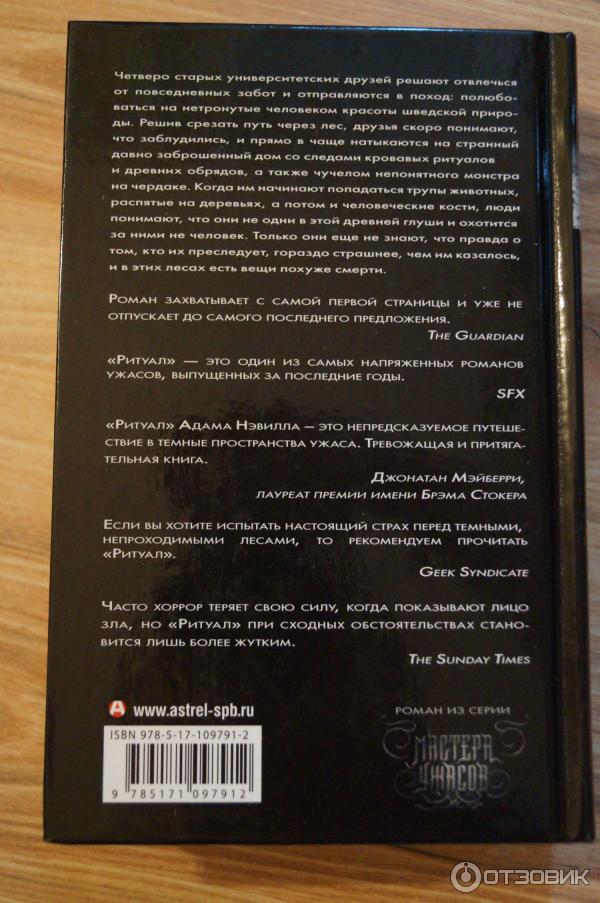 Четверо старых университетских друзей решают отвлечься
от повседневных забот и отправляются в поход: полюбо-
ваться на нетронутые человеком красоты шведской приро-
ды. Решив срезать путь через лес, друзья скоро понимают,
что заблудились, и прямо в чаще натыкаются на странный
давно заброшенный дом со следами кровавых ритуалов
и древних обрядов, а также чучелом непонятного монстра
на чердаке. Когда им начинают попадаться трупы животных,
распятые на деревьях, а потом и человеческие кости, люди
понимают, что они не одни в этой древней глуши и охотится
за ними не человек. Только они еще не знают, что правда о
том, кто их преследует, гораздо страшнее, чем им казалось,
и в этих лесах есть вещи похуже смерти.
Роман захватывает с самой первой страницы и уже не
отпускает до самого последнего предложения.
The Guardian
«Ритуал» — это один из самых напряженных романов
ужасов, выпущенных за последние годы.
SFX
«Ритуал» Адама Нэвилла – это непредсказуемое путеше-
ствие в темные пространства ужаса. Тревожащая и притяга-
тельная книга.
Джонатан Мэйберри,
лауреат премии имени Брэма Стокера
Если вы хотите испытать настоящий страх перед темными,
непроходимыми лесами, то рекомендуем прочитать
«Ритуал».
Geek Syndicate
Часто хоррор теряет свою силу, когда показывают лицо
зла, но «Ритуал» при сходных обстоятельствах стано-
вится лишь более жутким.
The Sunday Times
А www.astrel-spb.ru
ISBN 978-5-17-109791-2
9 785171 097912
роман из серии
Мастера
ужасов
ОТЗОВИК